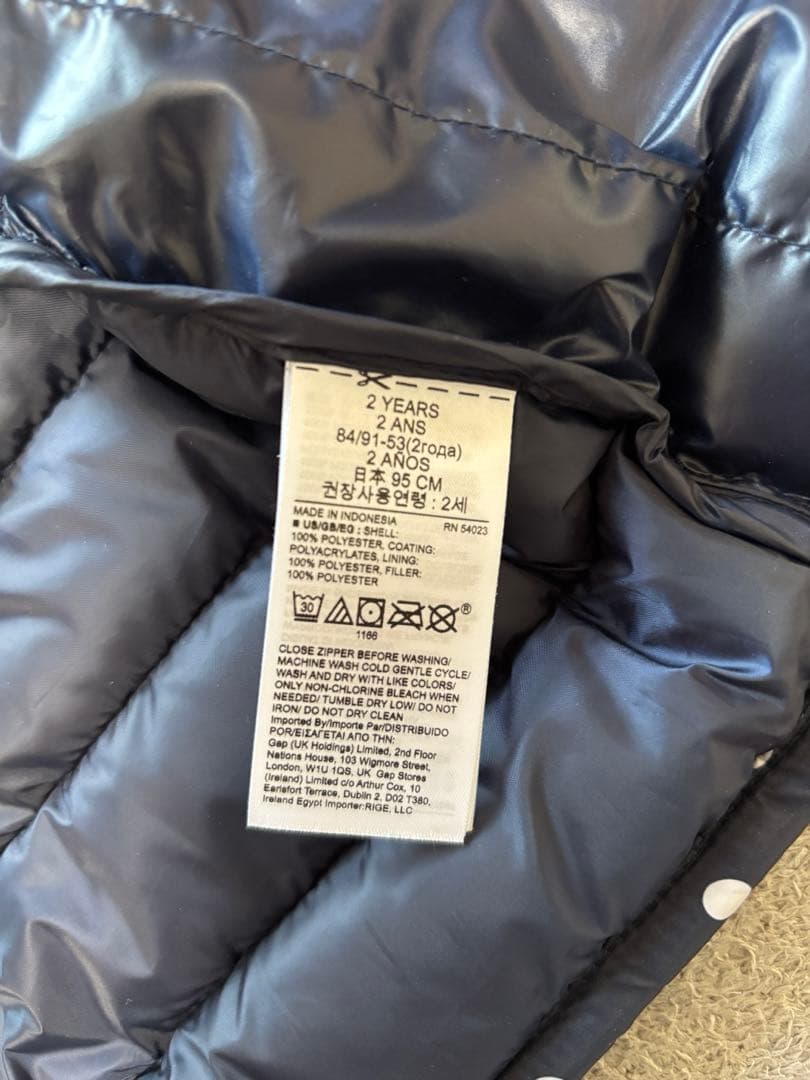 2 YEARS
2 ANS
84/91-53(2года)
2 AÑOS
日本 95 CM
권장사용연령 : 2세
MADE IN INDONESIA RN 54023
■ US/GB/EG : SHELL:
100% POLYESTER, COATING:
POLYACRYLATES, LINING:
100% POLYESTER, FILLER:
100% POLYESTER
30 ®
1166
CLOSE ZIPPER BEFORE WASHING/
MACHINE WASH COLD GENTLE CYCLE/
WASH AND DRY WITH LIKE COLORS/
ONLY NON-CHLORINE BLEACH WHEN
NEEDED/ TUMBLE DRY LOW/ DO NOT
IRON/ DO NOT DRY CLEAN
Imported By/Importe Par/DISTRIBUIDO
POR/ΕΙΣΑΓΕΤΑΙ ΑΠΟ ΤΗΝ:
Gap (UK Holdings) Limited, 2nd Floor
Nations House, 103 Wigmore Street,
London, W1U 1QS, UK Gap Stores
(Ireland) Limited c/o Arthur Cox, 10
Earlsfort Terrace, Dublin 2, D02 T380,
Ireland Egypt Importer:RIGE, LLC